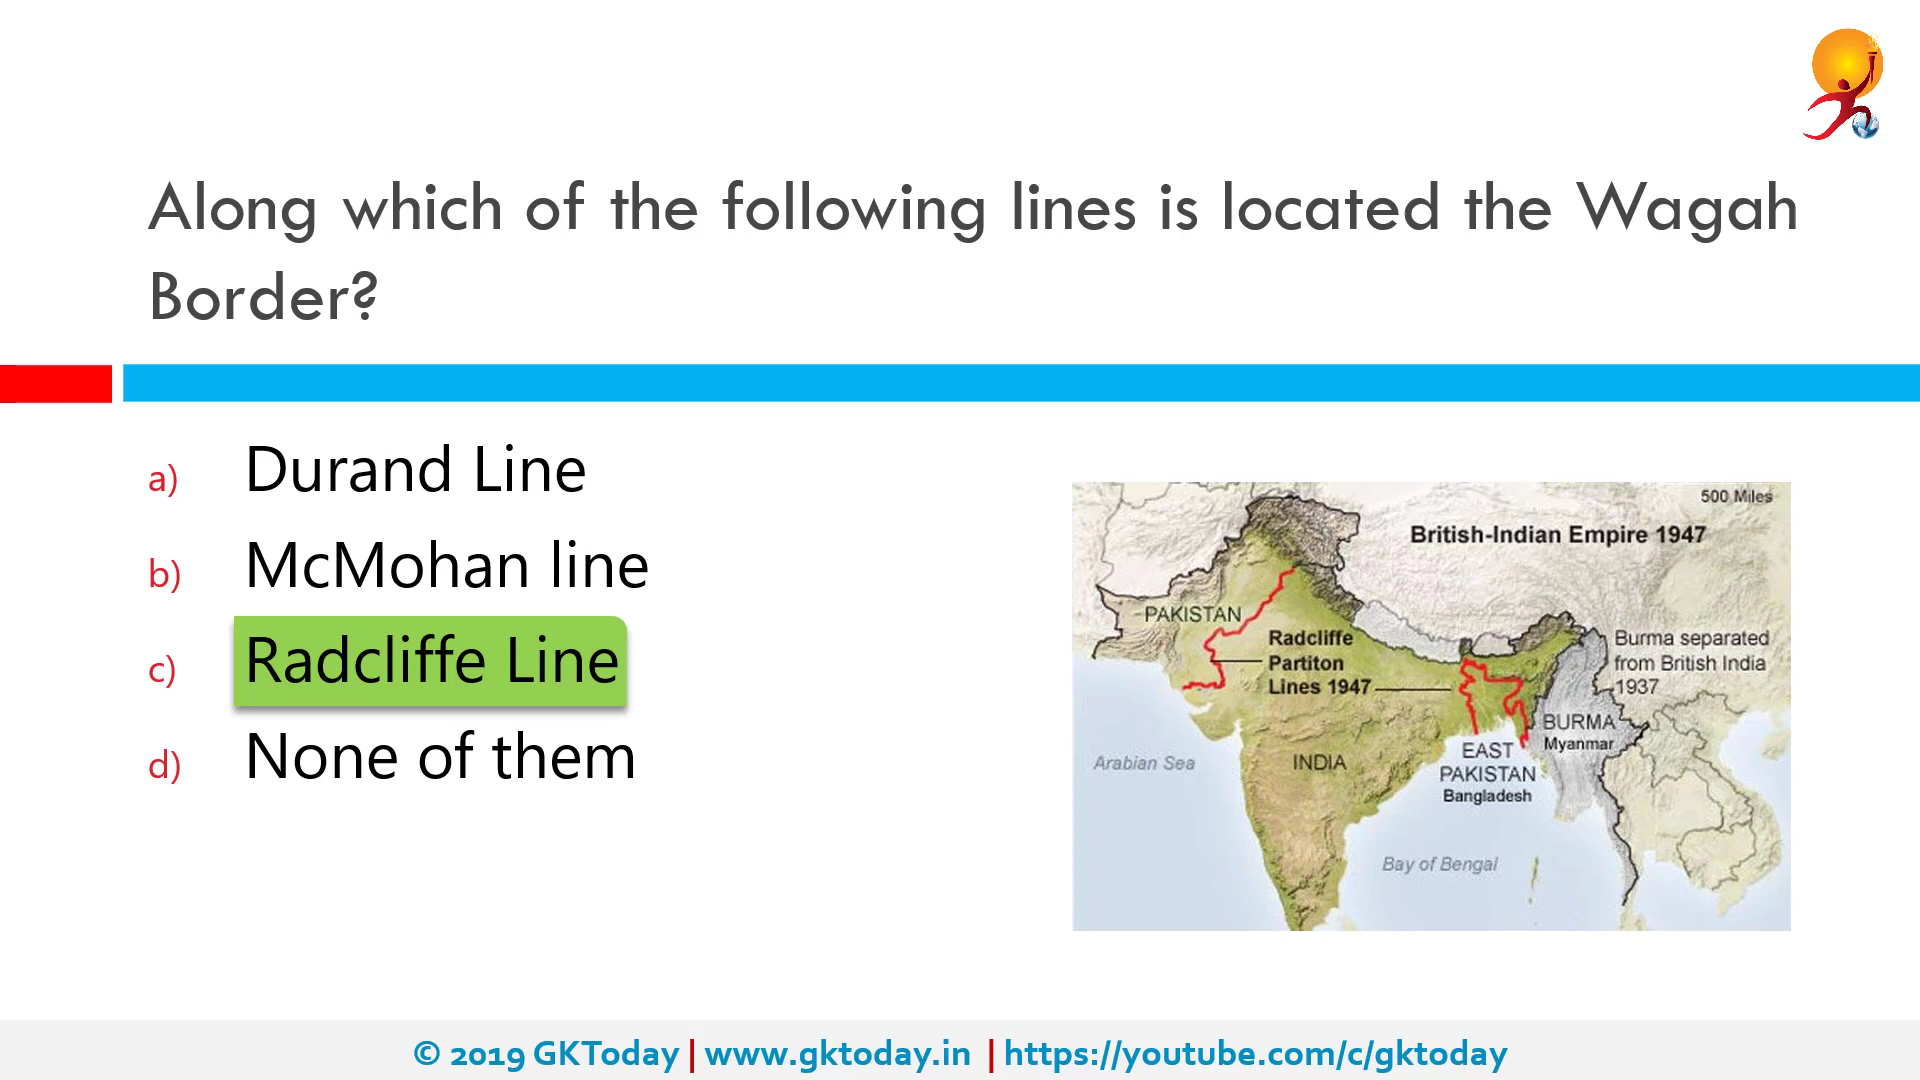 Along which of the following lines is located the Wagah
Border?
a) Durand Line
b) McMohan line
c) Radcliffe Line
d) None of them
500 Miles
British-Indian Empire 1947
PAKISTAN
Radcliffe
Partiton
Lines 1947
Burma separated
from British India
1937
BURMA
Myanmar
EAST
PAKISTAN
Bangladesh
INDIA
Arabian Sea
Bay of Bengal
© 2019 GKToday | www.gktoday.in | https://youtube.com/c/gktoday